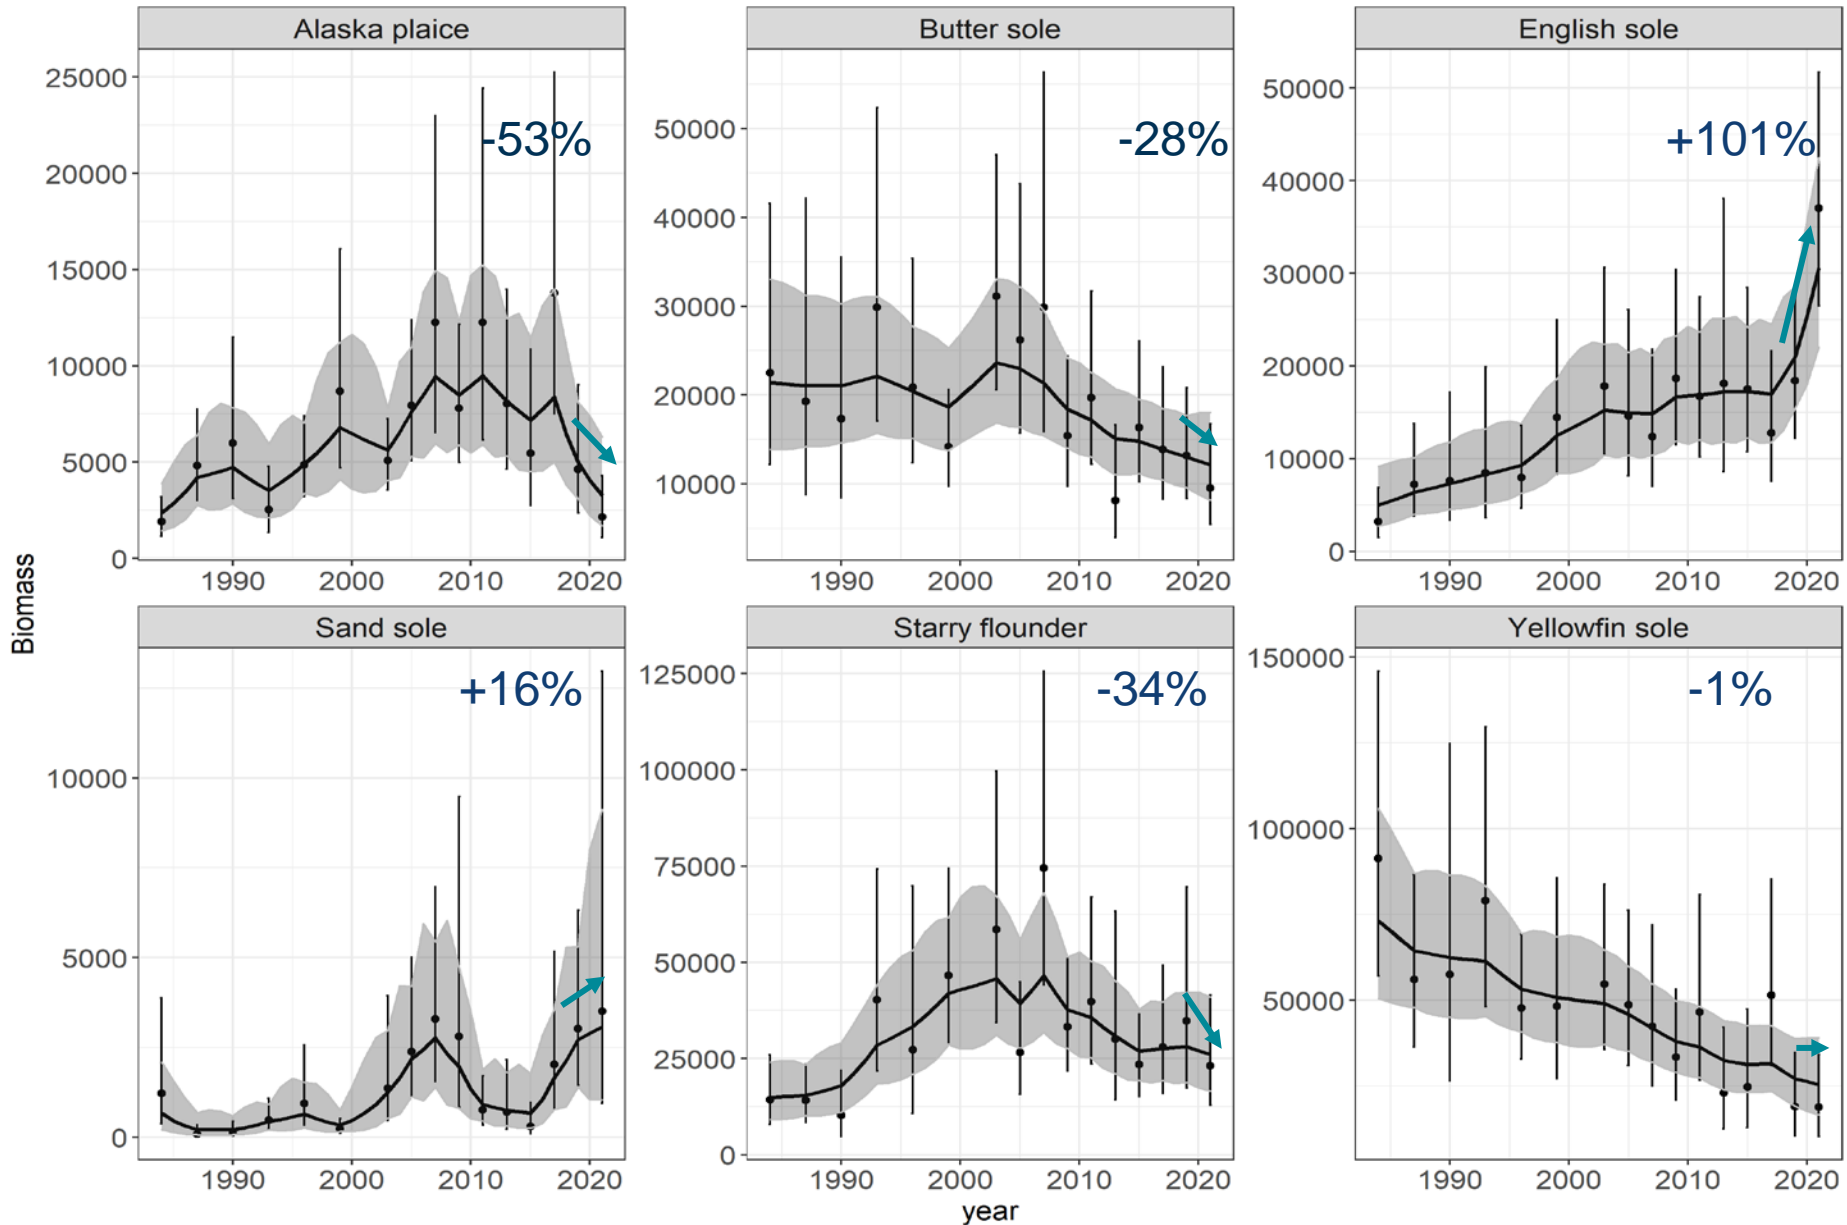 Alaska plaice
Butter sole
English sole
25000
20000
15000
10000
5000
0
-53%
50000
40000
30000
20000
10000
-28%
50000
40000
30000
20000
10000
0
+101%
1990 2000 2010 2020
1990 2000 2010 2020
1990 2000 2010 2020
Biomass
Sand sole
Starry flounder
Yellowfin sole
10000
5000
0
+16%
125000
100000
75000
50000
25000
0
-34%
150000
100000
50000
-1%
1990 2000 2010 2020
1990 2000 2010 2020
1990 2000 2010 2020
year